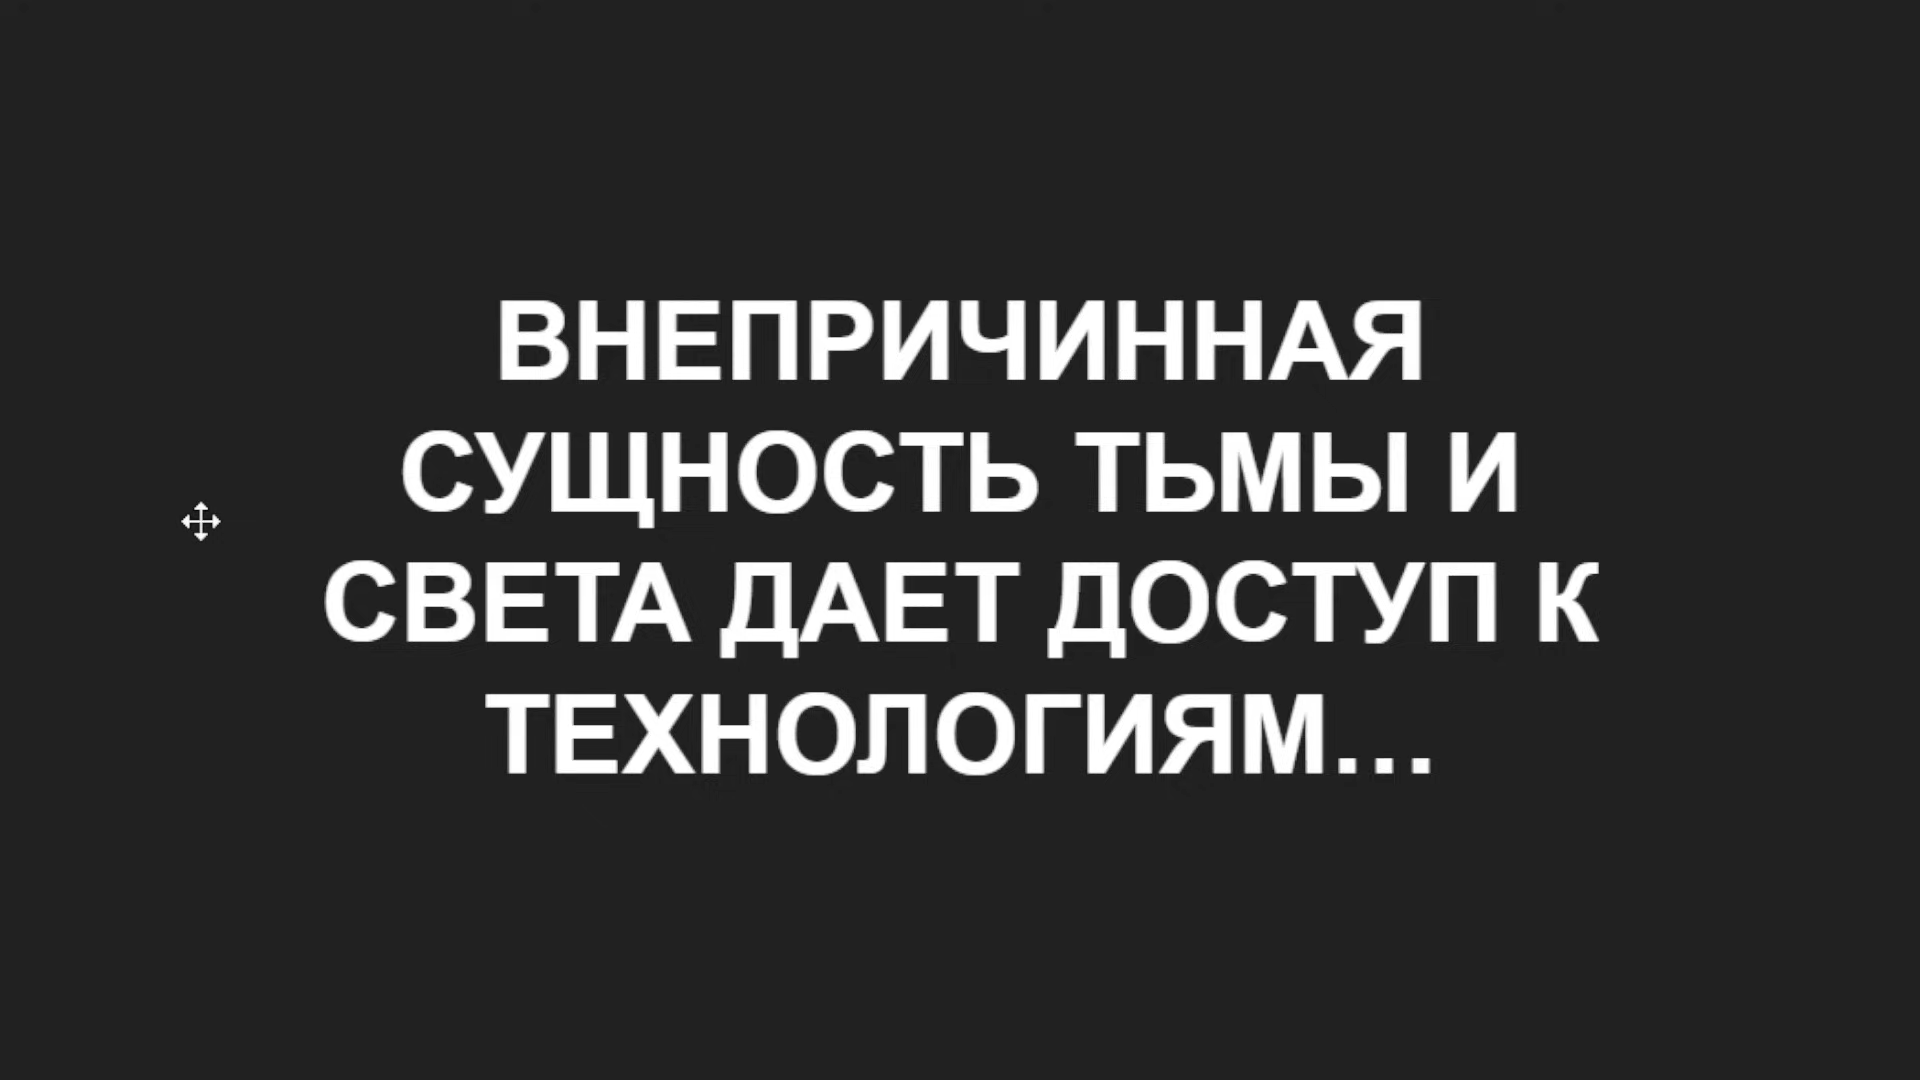 ВНЕПРИЧИННАЯ
СУЩНОСТЬ ТЬМЫ И
СВЕТА ДАЕТ ДОСТУП К
ТЕХНОЛОГИЯМ...